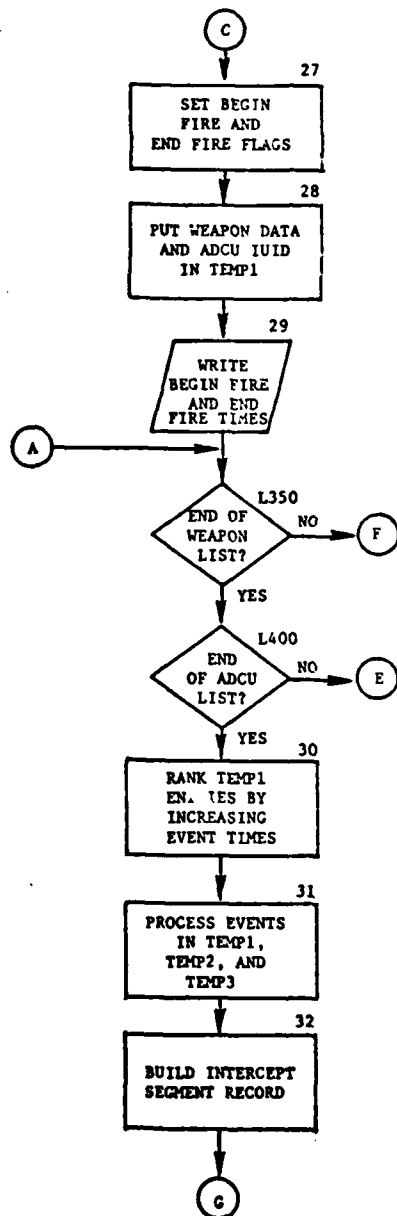 C
27
SET BEGIN
FIRE AND
END FIRE FLAGS
28
PUT WEAPON DATA
AND ADCU IUID
IN TEMP1
29
WRITE
BEGIN FIRE
AND END
FIRE TIMES
A
L350
END OF
WEAPON
LIST?
NO
F
YES
L400
END
OF ADCU
LIST?
NO
E
YES
30
RANK TEMP1
BY
INCREASING
EVENT TIMES
31
PROCESS EVENTS
IN TEMP1,
TEMP2, AND
TEMP3
32
BUILD INTERCEPT
SEGMENT RECORD
G